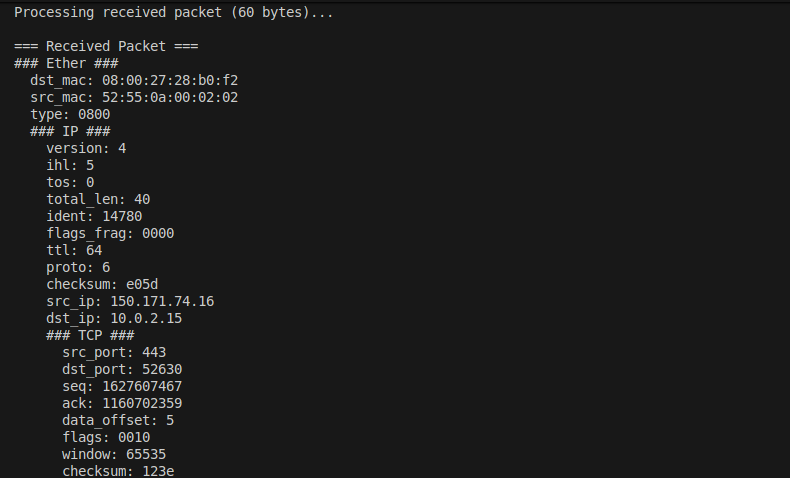 Processing received packet (60 bytes)...
=== Received Packet ===
### Ether ###
dst_mac: 08:00:27:28:b0:f2
src_mac: 52:55:0a:00:02:02
type: 0800
### IP ###
version: 4
ihl: 5
tos: 0
total_len: 40
ident: 14780
flags_frag: 0000
ttl: 64
proto: 6
checksum: e05d
src_ip: 150.171.74.16
dst_ip: 10.0.2.15
### TCP ###
src_port: 443
dst_port: 52630
seq: 1627607467
ack: 1160702359
data_offset: 5
flags: 0010
window: 65535
checksum: 123e